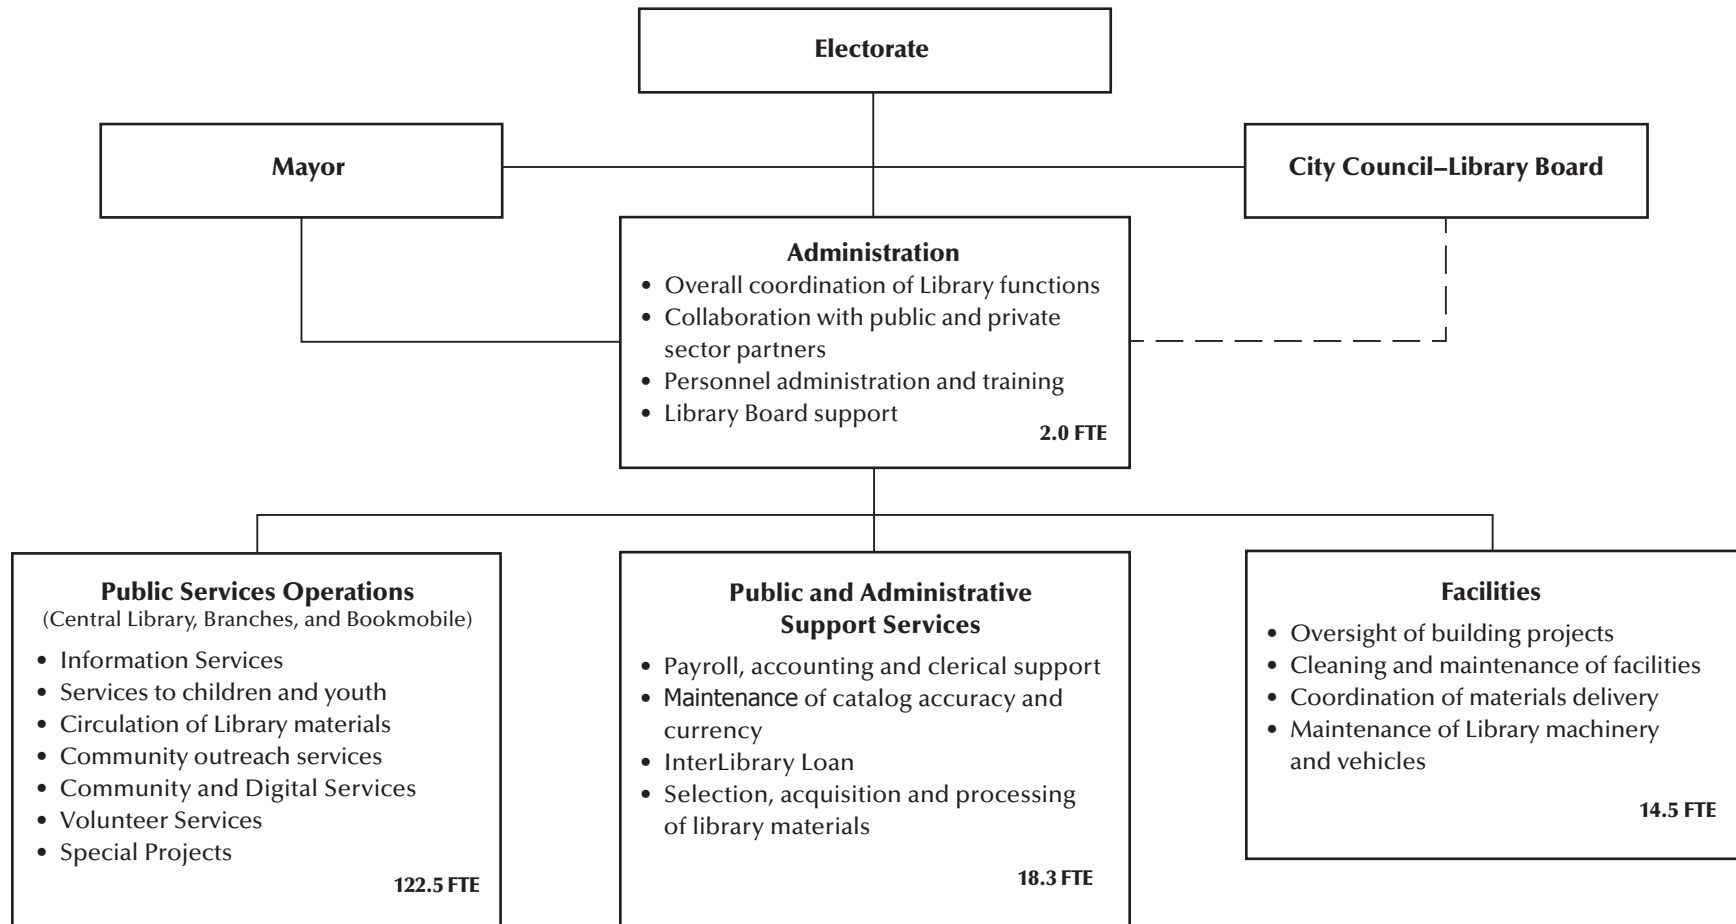 Electorate
Mayor
City Council–Library Board
Administration
• Overall coordination of Library functions
• Collaboration with public and private
sector partners
• Personnel administration and training
• Library Board support
2.0 FTE
Public Services Operations
(Central Library, Branches, and Bookmobile)
• Information Services
• Services to children and youth
• Circulation of Library materials
• Community outreach services
• Community and Digital Services
• Volunteer Services
• Special Projects
122.5 FTE
Public and Administrative
Support Services
• Payroll, accounting and clerical support
• Maintenance of catalog accuracy and
currency
• InterLibrary Loan
• Selection, acquisition and processing
of library materials
18.3 FTE
Facilities
• Oversight of building projects
• Cleaning and maintenance of facilities
• Coordination of materials delivery
• Maintenance of Library machinery
and vehicles
14.5 FTE